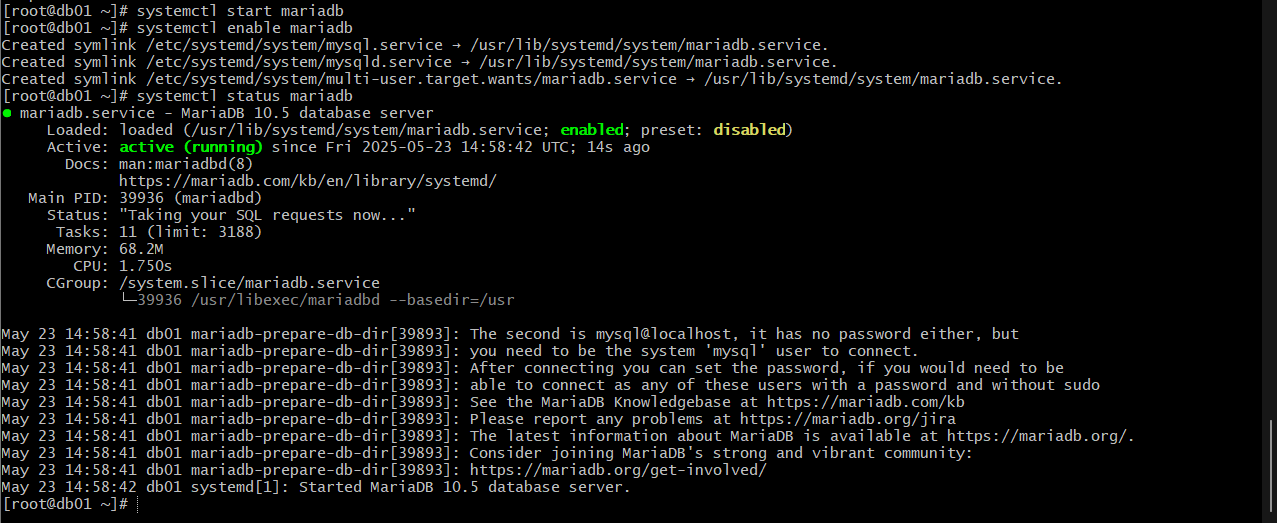 [root@db01 ~]# systemctl start mariadb
[root@db01 ~]# systemctl enable mariadb
Created symlink /etc/systemd/system/mysql.service → /usr/lib/systemd/system/mariadb.service.
Created symlink /etc/systemd/system/mysqld.service → /usr/lib/systemd/system/mariadb.service.
Created symlink /etc/systemd/system/multi-user.target.wants/mariadb.service → /usr/lib/systemd/system/mariadb.service.
[root@db01 ~]# systemctl status mariadb
● mariadb.service - MariaDB 10.5 database server
     Loaded: loaded (/usr/lib/systemd/system/mariadb.service; enabled; preset: disabled)
     Active: active (running) since Fri 2025-05-23 14:58:42 UTC; 14s ago
       Docs: man:mariadbd(8)
             https://mariadb.com/kb/en/library/systemd/
   Main PID: 39936 (mariadbd)
     Status: "Taking your SQL requests now..."
      Tasks: 11 (limit: 3188)
     Memory: 68.2M
        CPU: 1.750s
     CGroup: /system.slice/mariadb.service
             └─39936 /usr/libexec/mariadbd --basedir=/usr
May 23 14:58:41 db01 mariadb-prepare-db-dir[39893]: The second is mysql@localhost, it has no password either, but
May 23 14:58:41 db01 mariadb-prepare-db-dir[39893]: you need to be the system 'mysql' user to connect.
May 23 14:58:41 db01 mariadb-prepare-db-dir[39893]: After connecting you can set the password, if you would need to be
May 23 14:58:41 db01 mariadb-prepare-db-dir[39893]: able to connect as any of these users with a password and without sudo
May 23 14:58:41 db01 mariadb-prepare-db-dir[39893]: See the MariaDB Knowledgebase at https://mariadb.com/kb
May 23 14:58:41 db01 mariadb-prepare-db-dir[39893]: Please report any problems at https://mariadb.org/jira
May 23 14:58:41 db01 mariadb-prepare-db-dir[39893]: The latest information about MariaDB is available at https://mariadb.org/.
May 23 14:58:41 db01 mariadb-prepare-db-dir[39893]: Consider joining MariaDB's strong and vibrant community:
May 23 14:58:41 db01 mariadb-prepare-db-dir[39893]: https://mariadb.org/get-involved/
May 23 14:58:42 db01 systemd[1]: Started MariaDB 10.5 database server.
[root@db01 ~]#